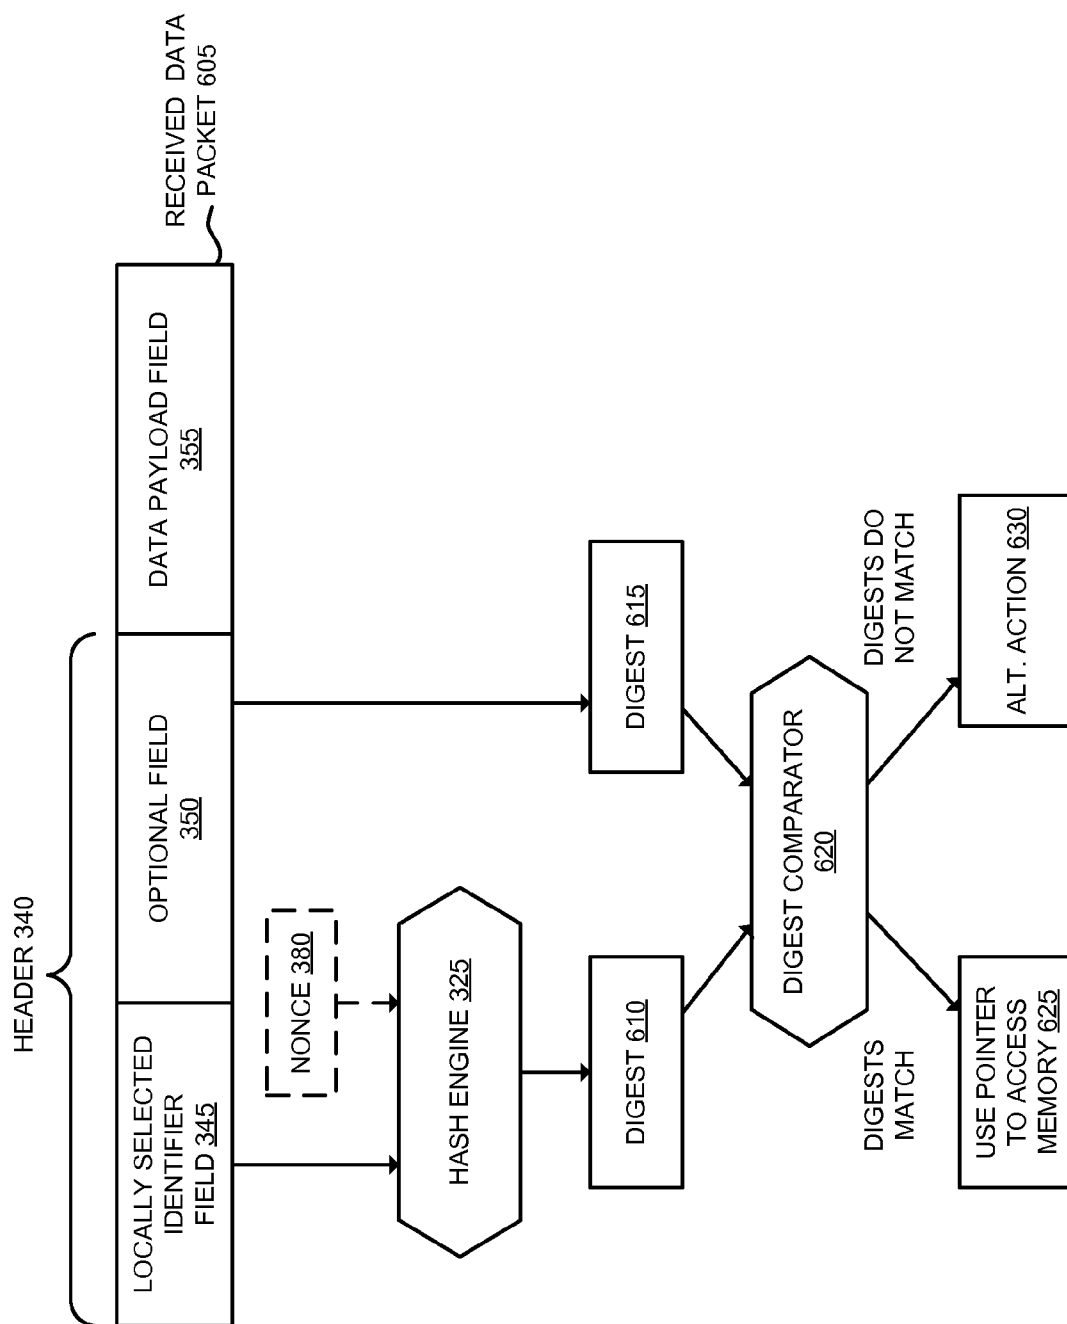 HEADER 340
RECEIVED DATA
PACKET 605
LOCALLY SELECTED
IDENTIFIER
FIELD 345
OPTIONAL FIELD
350
DATA PAYLOAD FIELD
355
NONCE 380
HASH ENGINE 325
DIGEST 610
DIGEST 615
DIGEST COMPARATOR
620
DIGESTS
MATCH
DIGESTS DO
NOT MATCH
USE POINTER
TO ACCESS
MEMORY 625
ALT. ACTION 630